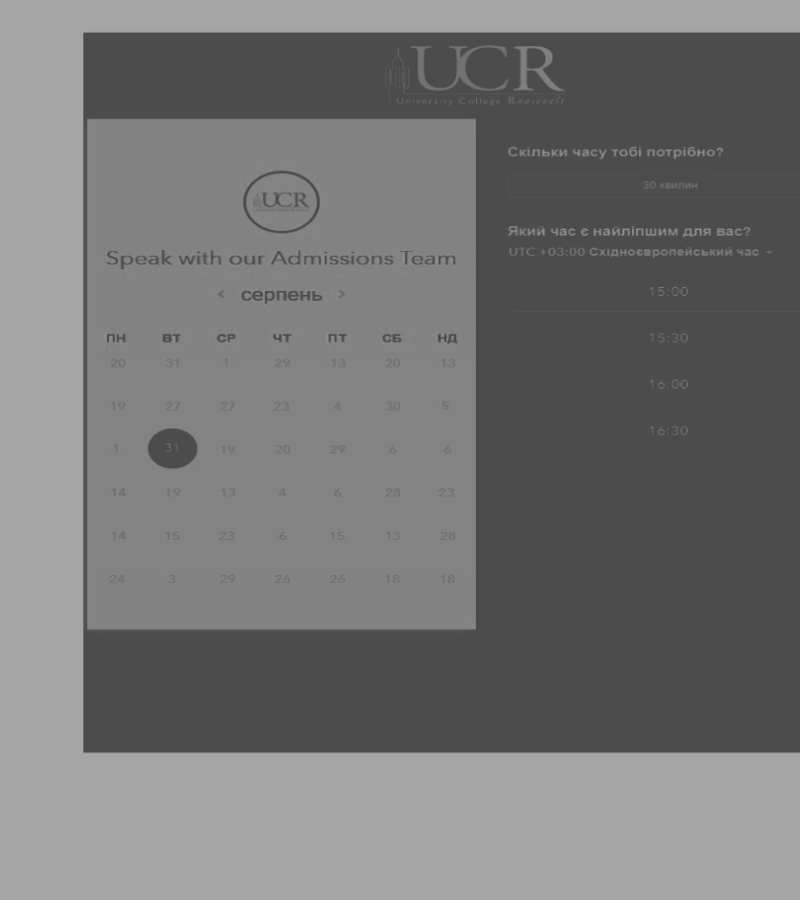 UCR
University College Roosevelt
UCR
Speak with our Admissions Team
‹ серпень ›
ПН ВТ СР ЧТ ПТ СБ НД
20 31 1 29 13 20 13
19 27 27 23 4 30 5
1 31 19 20 29 6 6
14 19 13 4 6 28 23
14 15 23 6 15 13 28
24 3 29 26 26 18 18
Скільки часу тобі потрібно?
30 хвилин
Який час є найліпшим для вас?
UTC +03:00 Східноєвропейський час
15:00
15:30
16:00
16:30